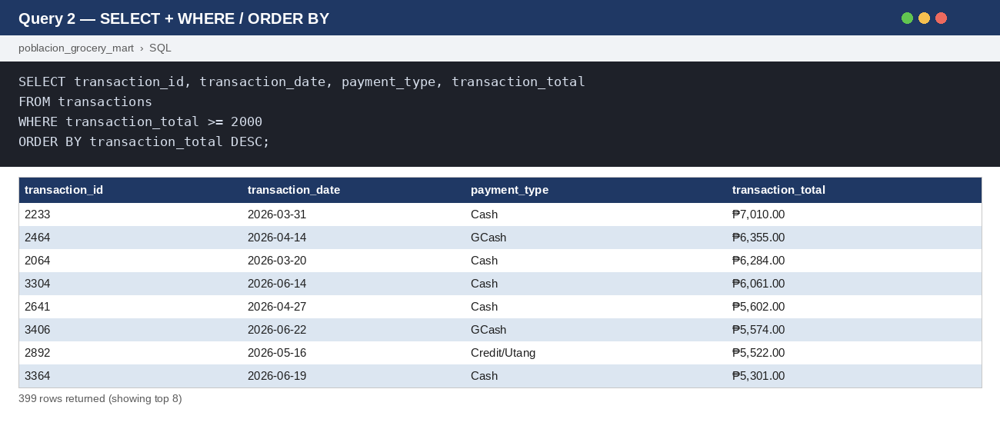 Query 2 — SELECT + WHERE / ORDER BY
poblacion_grocery_mart › SQL
SELECT transaction_id, transaction_date, payment_type, transaction_total
FROM transactions
WHERE transaction_total >= 2000
ORDER BY transaction_total DESC;
transaction_id transaction_date payment_type transaction_total
2233 2026-03-31 Cash ₱7,010.00
2464 2026-04-14 GCash ₱6,355.00
2064 2026-03-20 Cash ₱6,284.00
3304 2026-06-14 Cash ₱6,061.00
2641 2026-04-27 Cash ₱5,602.00
3406 2026-06-22 GCash ₱5,574.00
2892 2026-05-16 Credit/Utang ₱5,522.00
3364 2026-06-19 Cash ₱5,301.00
399 rows returned (showing top 8)